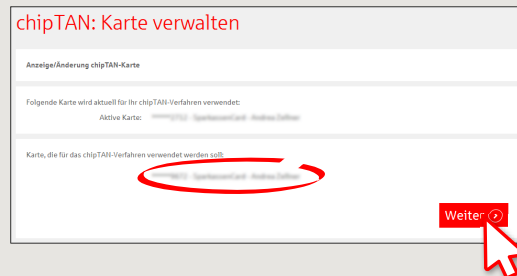 chipTAN: Karte verwalten
Anzeige/Änderung chipTAN-Karte
Folgende Karte wird aktuell für Ihr chipTAN-Verfahren verwendet:
Aktive Karte:
Karte, die für das chipTAN-Verfahren verwendet werden soll:
Weiter